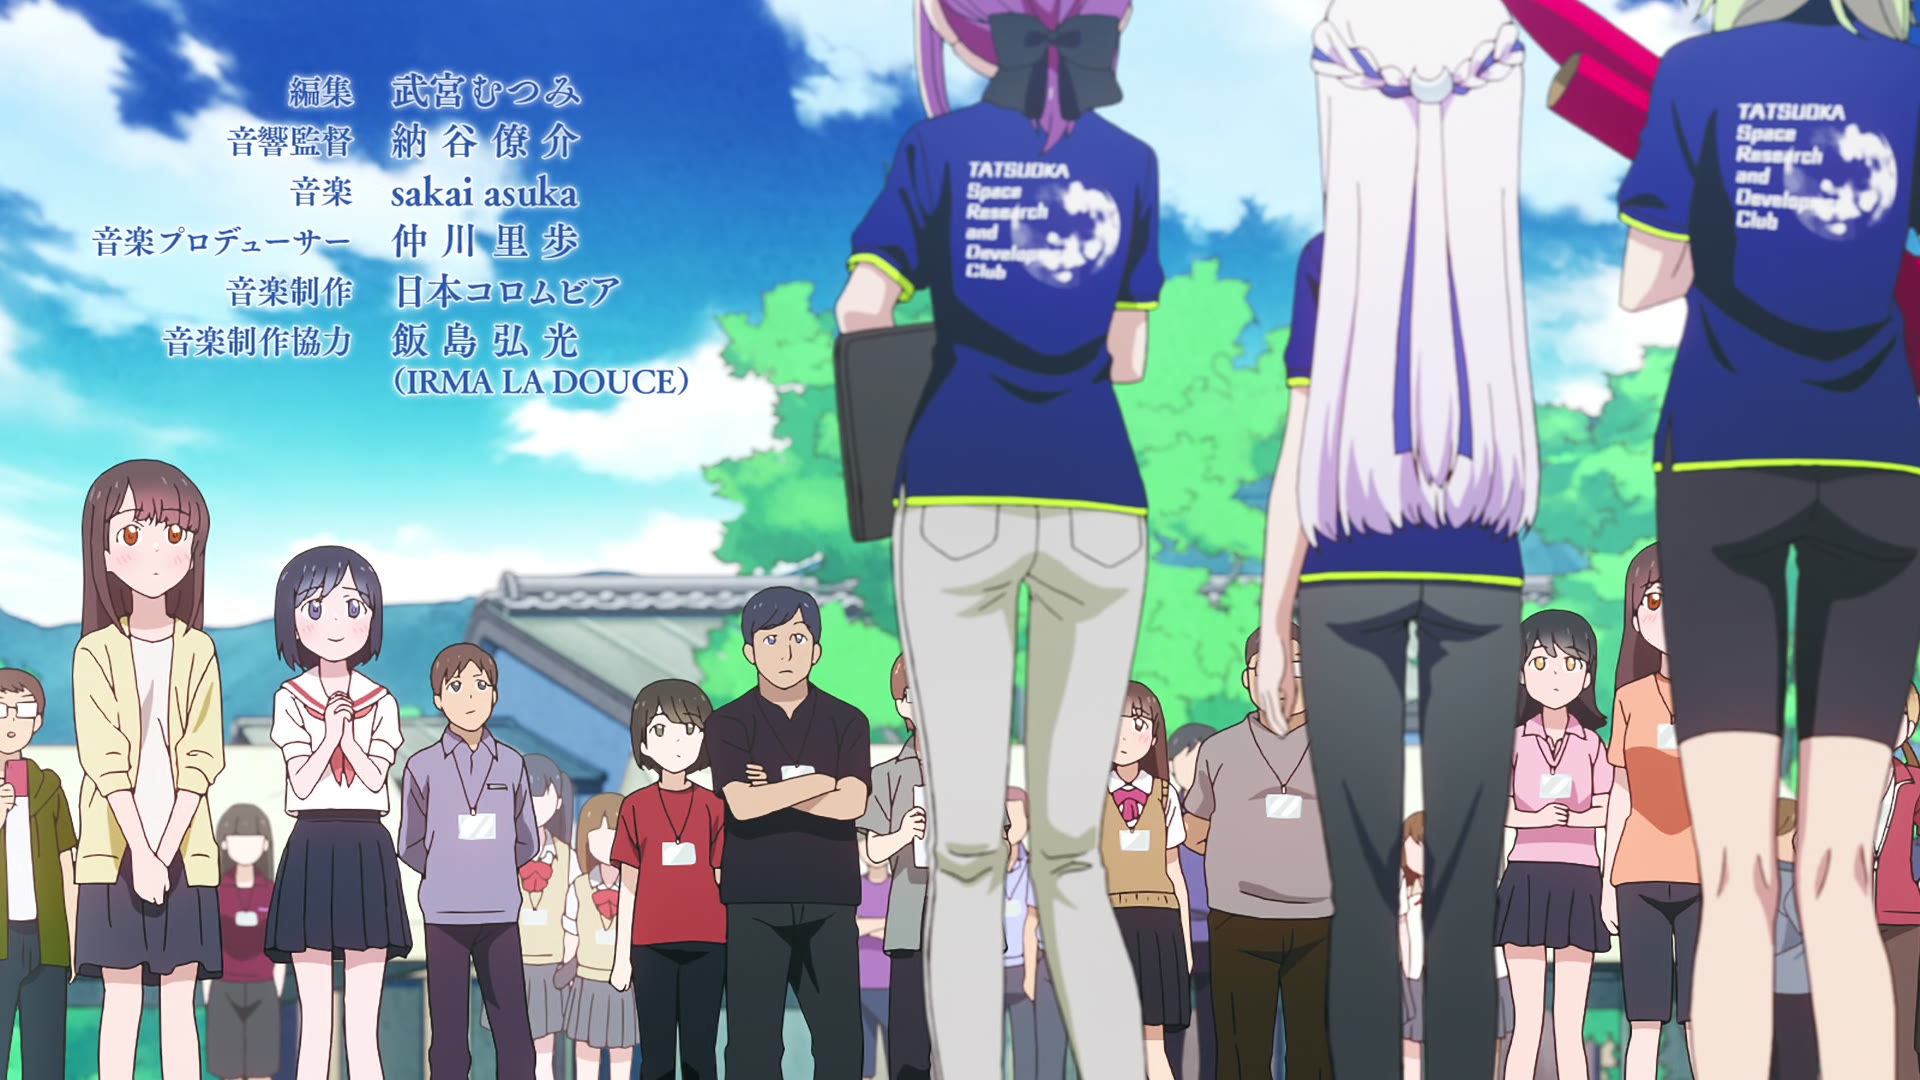 編集 武宮むつみ
音響監督 納谷僚介
音楽 sakai asuka
音楽プロデューサー 仲川里歩
音楽制作 日本コロムビア
音楽制作協力 飯島弘光
（IRMA LA DOUCE）
TATSUOKA
Space
Research
and
Development
Club
TATSUOKA
Space
Research
and
Development
Club